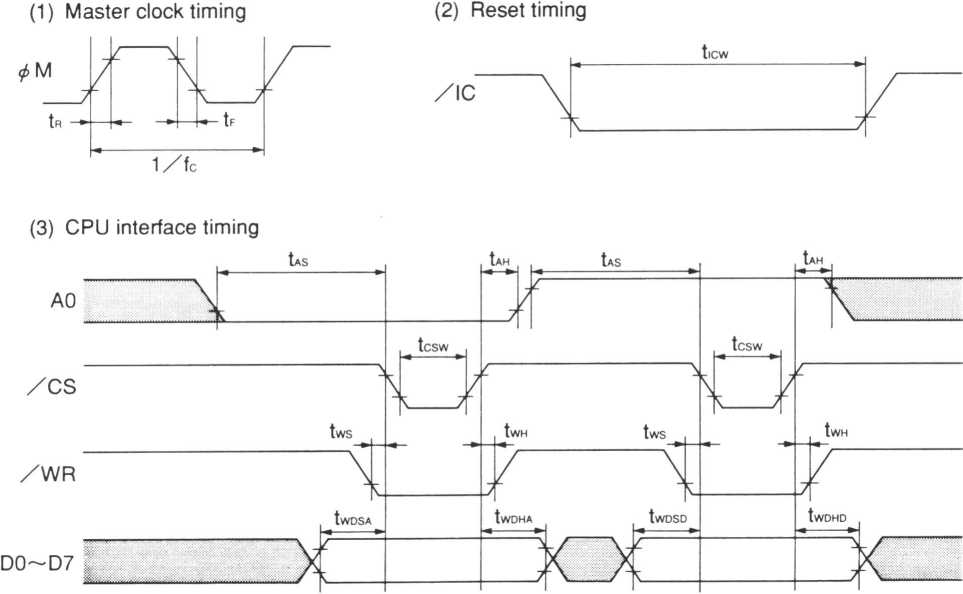 (1) Master clock timing
(2) Reset timing
φM
tR
tF
1/fC
/IC
tICW
(3) CPU interface timing
tAS
tAH
tAS
tAH
A0
tCSW
tCSW
/CS
tWS
tWH
tWS
tWH
/WR
tWDSA
tWDHA
tWDSD
tWDHD
D0~D7